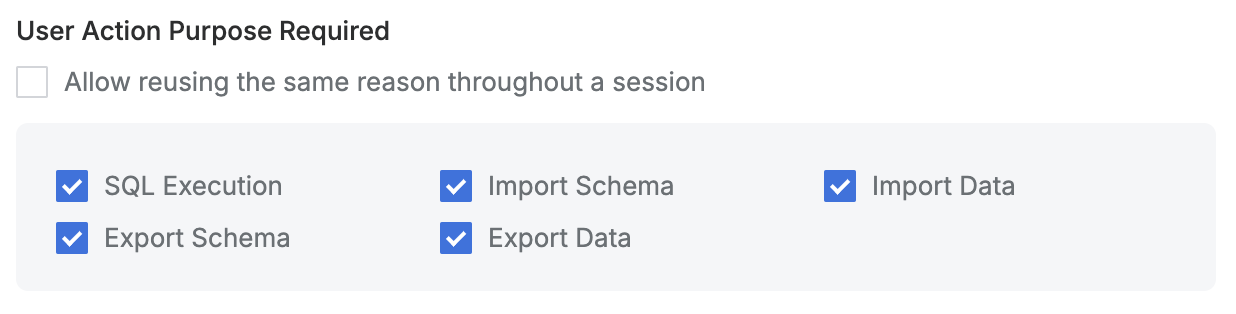 User Action Purpose Required
Allow reusing the same reason throughout a session
SQL Execution
Import Schema
Import Data
Export Schema
Export Data